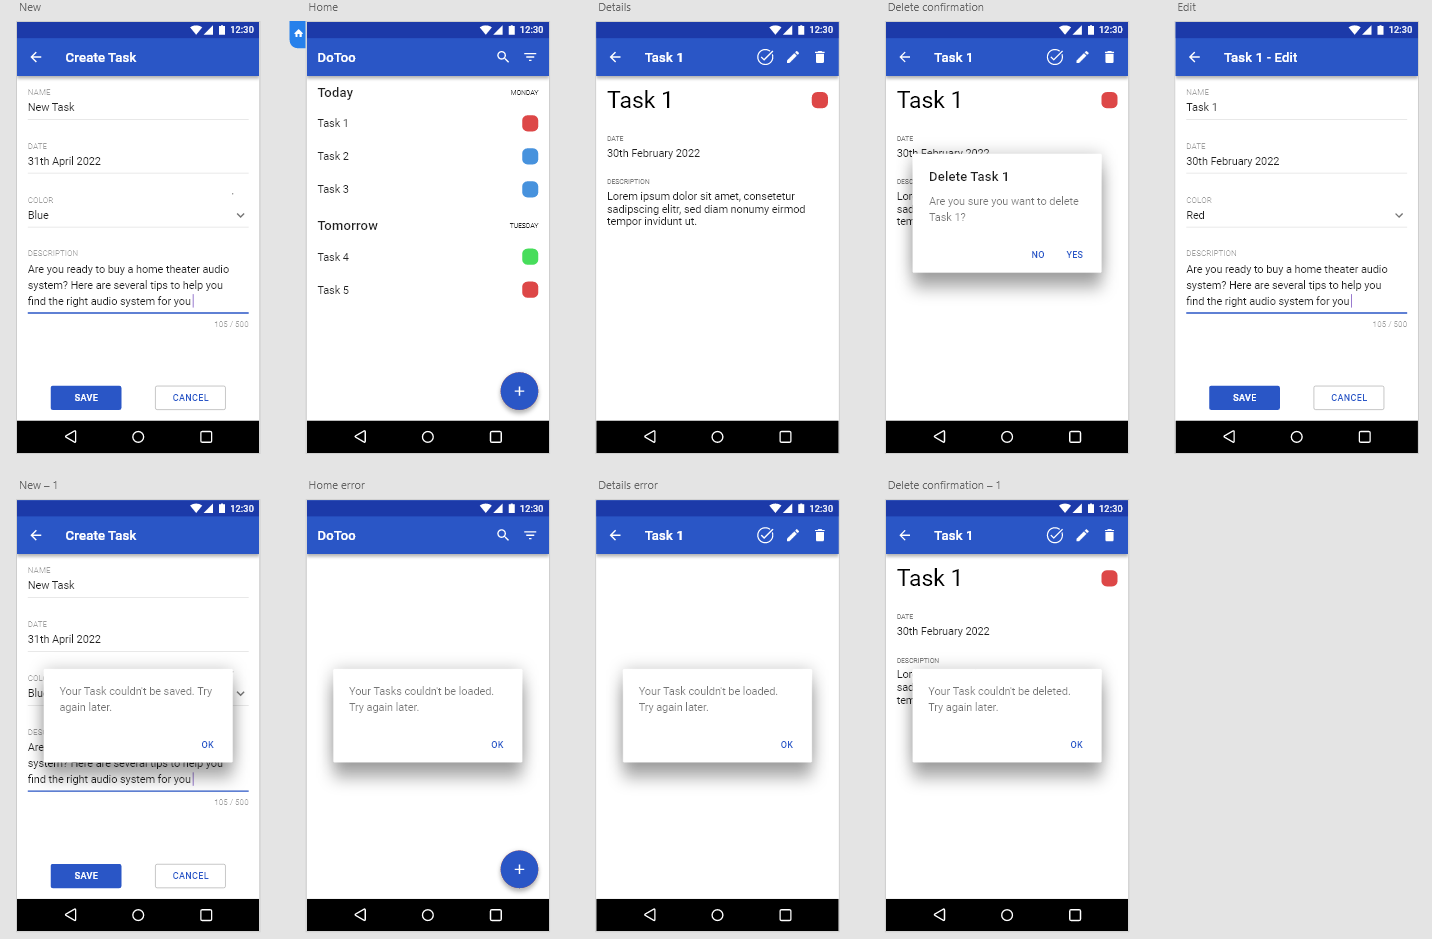 New
12:30
Create Task
NAME
New Task
DATE
31th April 2022
COLOR
Blue
DESCRIPTION
Are you ready to buy a home theater audio
system? Here are several tips to help you
find the right audio system for you
105 / 500
SAVE
CANCEL
Home
12:30
DoToo
Today
MONDAY
Task 1
Task 2
Task 3
Tomorrow
TUESDAY
Task 4
Task 5
+
Details
12:30
Task 1
Task 1
DATE
30th February 2022
DESCRIPTION
Lorem ipsum dolor sit amet, consetetur
sadipscing elitr, sed diam nonumy eirmod
tempor invidunt ut.
Delete confirmation
12:30
Task 1
Task 1
DATE
30th February 2022
DESC
Lor
sad
tem
Delete Task 1
Are you sure you want to delete
Task 1?
NO
YES
Edit
12:30
Task 1 - Edit
NAME
Task 1
DATE
30th February 2022
COLOR
Red
DESCRIPTION
Are you ready to buy a home theater audio
system? Here are several tips to help you
find the right audio system for you
105 / 500
SAVE
CANCEL
New – 1
12:30
Create Task
NAME
New Task
DATE
31th April 2022
COL
Blu
DES
Are
system? Here are several tips to help you
find the right audio system for you
105 / 500
Your Task couldn't be saved. Try
again later.
OK
SAVE
CANCEL
Home error
12:30
DoToo
Your Tasks couldn't be loaded.
Try again later.
OK
+
Details error
12:30
Task 1
Your Task couldn't be loaded.
Try again later.
OK
Delete confirmation – 1
12:30
Task 1
Task 1
DATE
30th February 2022
DESCRIPTION
Lor
sad
tem
Your Task couldn't be deleted.
Try again later.
OK